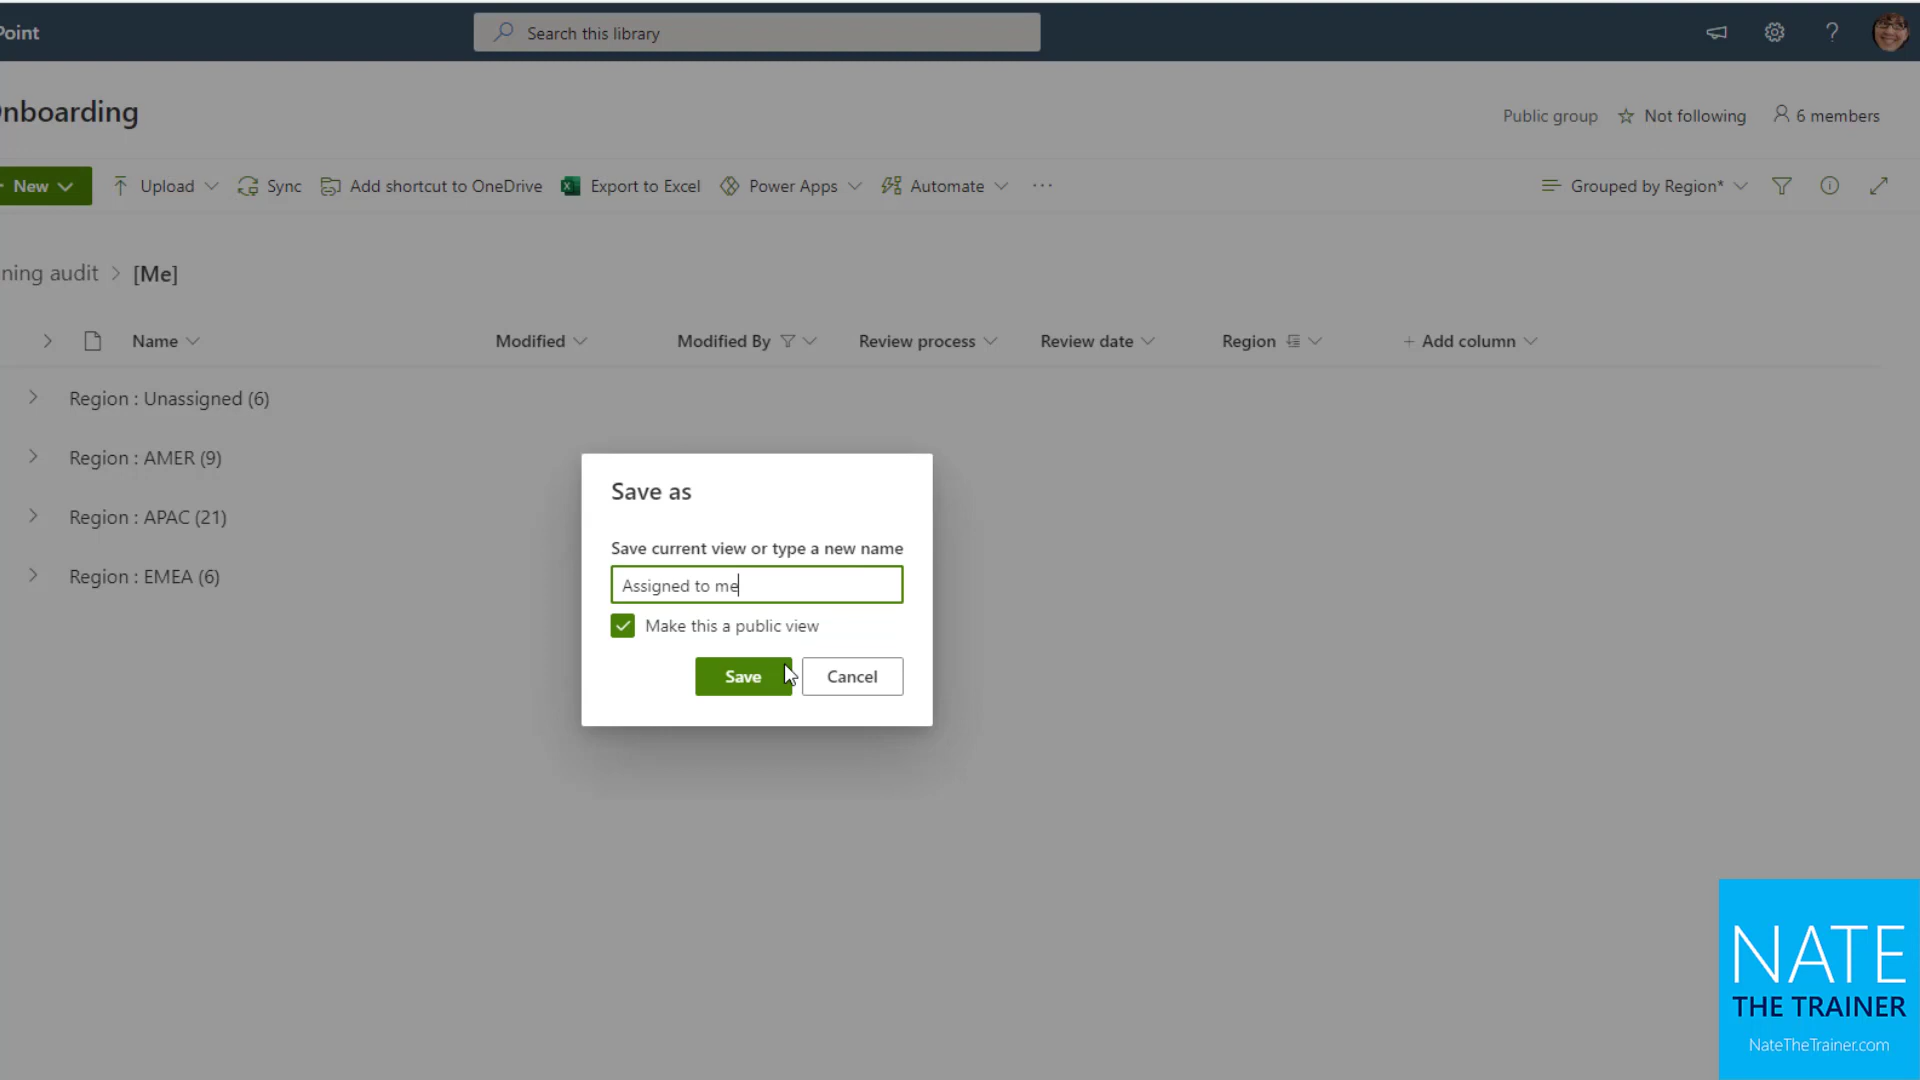 Point
Search this library
nboarding
Public group
Not following
6 members
New
Upload
Sync
Add shortcut to OneDrive
Export to Excel
Power Apps
Automate
Grouped by Region*
ning audit > [Me]
Name
Modified
Modified By
Review process
Review date
Region
+ Add column
Region : Unassigned (6)
Region : AMER (9)
Region : APAC (21)
Region : EMEA (6)
Save as
Save current view or type a new name
Assigned to me
Make this a public view
Save
Cancel
NATE
THE TRAINER
NateTheTrainer.com